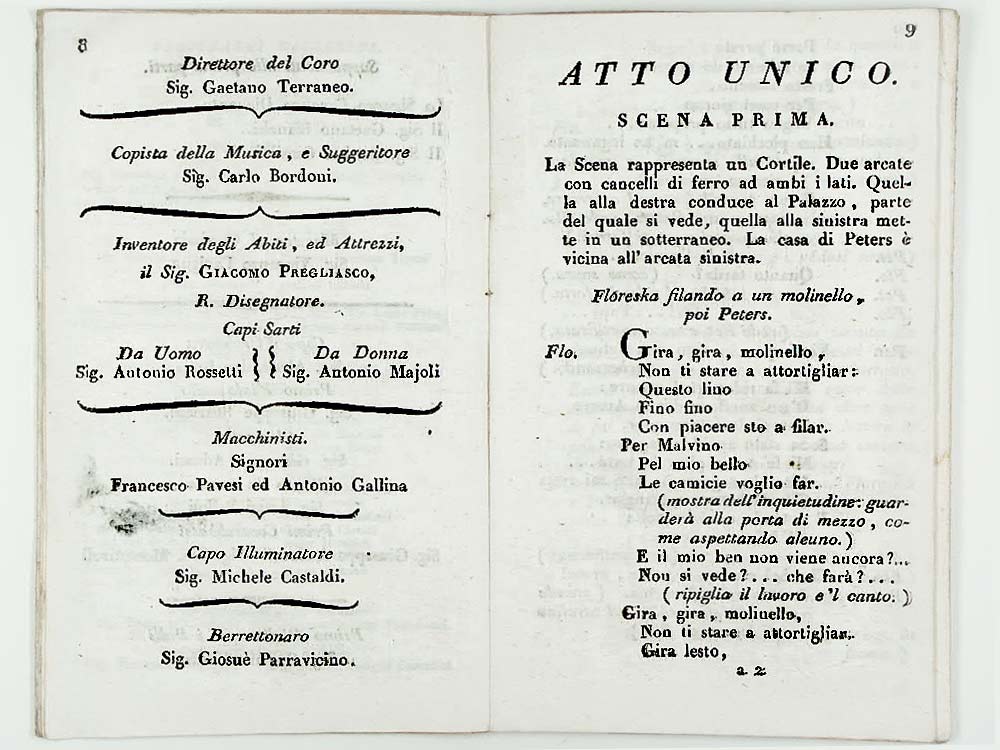 8
Direttore del Coro
Sig. Gaetano Terraneo.
Copista della Musica, e Suggeritore
Sig. Carlo Bordoni.
Inventore degli Abiti, ed Attrezzi,
il Sig. GIACOMO PREGLIASCO,
R. Disegnatore.
Capi Sarti
Da Uomo
Sig. Antonio Rossetti
Da Donna
Sig. Antonio Majoli
Macchinisti.
Signori
Francesco Pavesi ed Antonio Gallina
Capo Illuminatore
Sig. Michele Castaldi.
Berrettonaro
Sig. Giosuè Parravicino.
9
ATTO UNICO.
SCENA PRIMA.
La Scena rappresenta un Cortile. Due arcate
con cancelli di ferro ad ambi i lati. Quel-
la alla destra conduce al Palazzo, parte
del quale si vede, quella alla sinistra met-
te in un sotterraneo. La casa di Peters è
vicina all'arcata sinistra.
Flóreska filando a un molinello,
poi Peters.
Flo. Gira, gira, molinello,
Non ti stare a attortigliar:
Questo lino
Fino fino
Con piacere sto a filar.
Per Malvino
Pel mio bello
Le camicie voglio far.
(mostra dell'inquietudine: guar-
derà alla porta di mezzo, co-
me aspettando alcuno.)
E il mio ben non viene ancora?...
Non si vede?... che farà?...
(ripiglia il lavoro e 'l canto.)
Gira, gira, molinello,
Non ti stare a attortigliar.
Gira lesto,
a 2